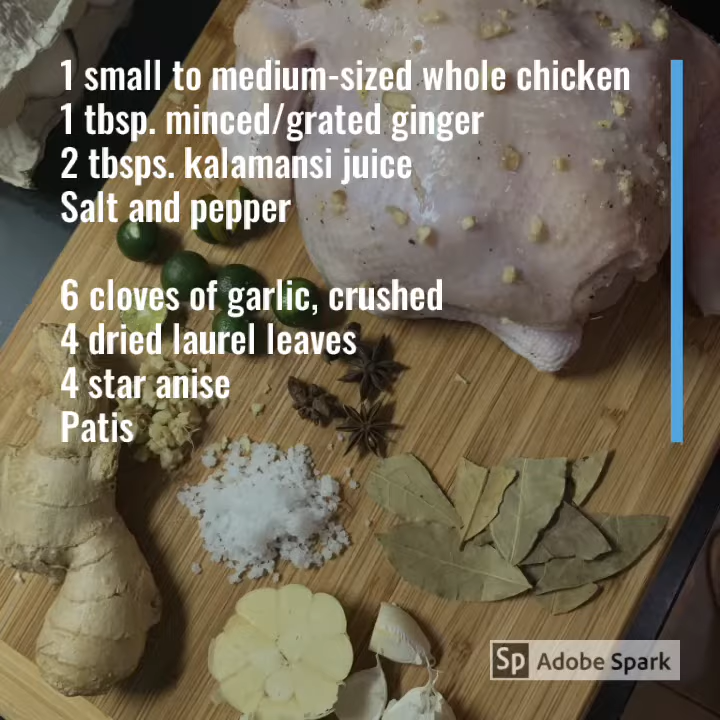 1 small to medium-sized whole chicken
1 tbsp. minced/grated ginger
2 tbsps. kalamansi juice
Salt and pepper
6 cloves of garlic, crushed
4 dried laurel leaves
4 star anise
Patis
Sp Adobe Spark